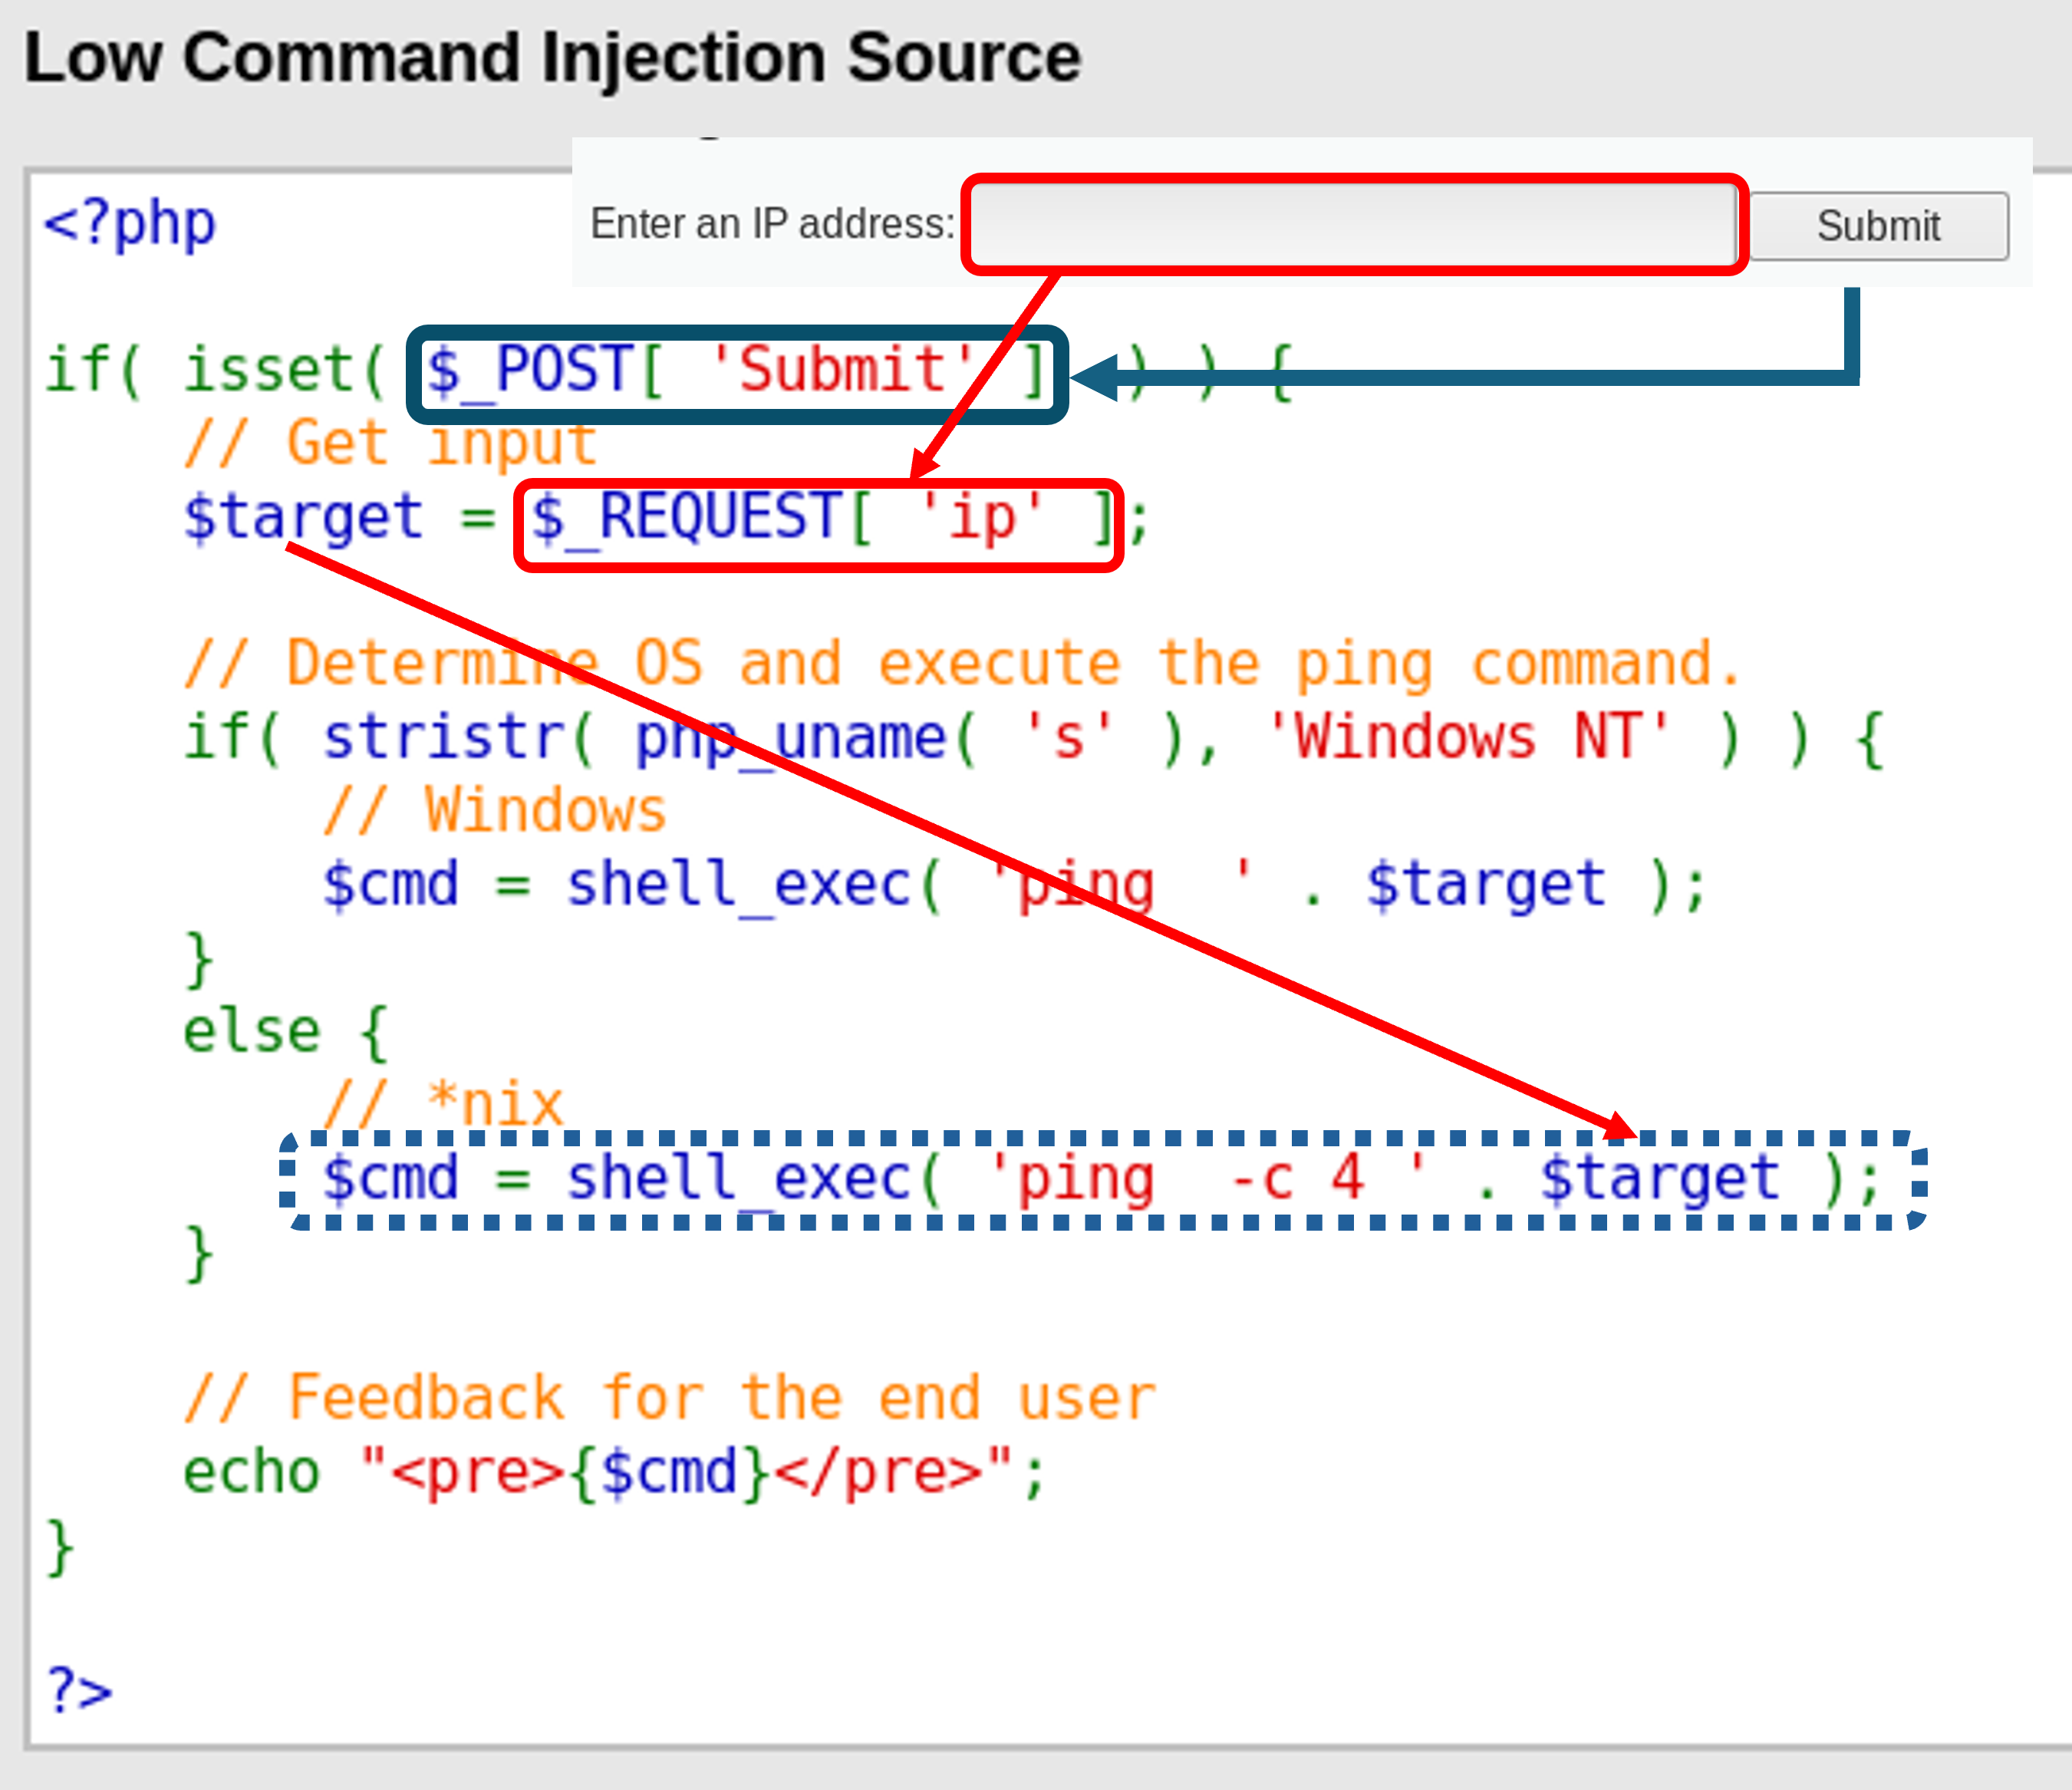 Low Command Injection Source
Enter an IP address: Submit
<?php
if( isset( $_POST[ 'Submit' ] ) ) {
// Get input
$target = $_REQUEST[ 'ip' ];
// Determine OS and execute the ping command.
if( stristr( php_uname( 's' ), 'Windows NT' ) ) {
// Windows
$cmd = shell_exec( 'ping  ' . $target );
}
else {
// *nix
$cmd = shell_exec( 'ping  -c 4 ' . $target );
}
// Feedback for the end user
echo "<pre>{$cmd}</pre>";
}
?>